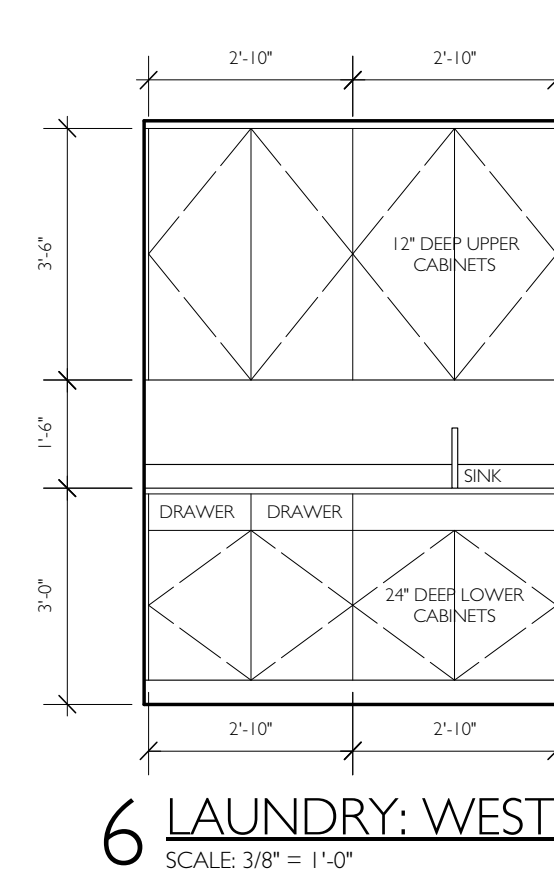 2'-10" 2'-10"
3'-6"
12" DEEP UPPER
CABINETS
1'-6"
SINK
DRAWER DRAWER
3'-0"
24" DEEP LOWER
CABINETS
2'-10" 2'-10"
6 LAUNDRY: WEST
SCALE: 3/8" = 1'-0"